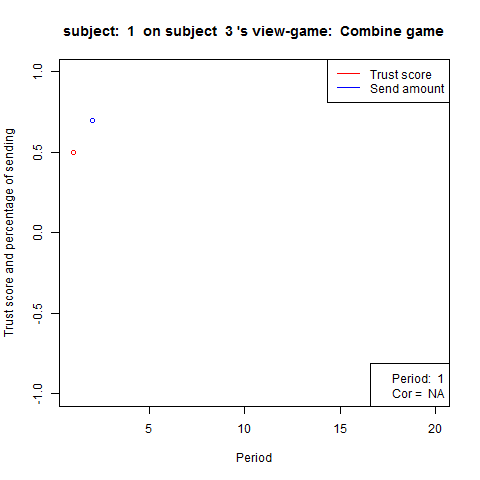 subject:  1  on subject  3 's view-game:  Combine game
Trust score
Send amount
Trust score and percentage of sending
1.0
0.5
0.0
-0.5
-1.0
Period:  1
Cor =  NA
5
10
15
20
Period